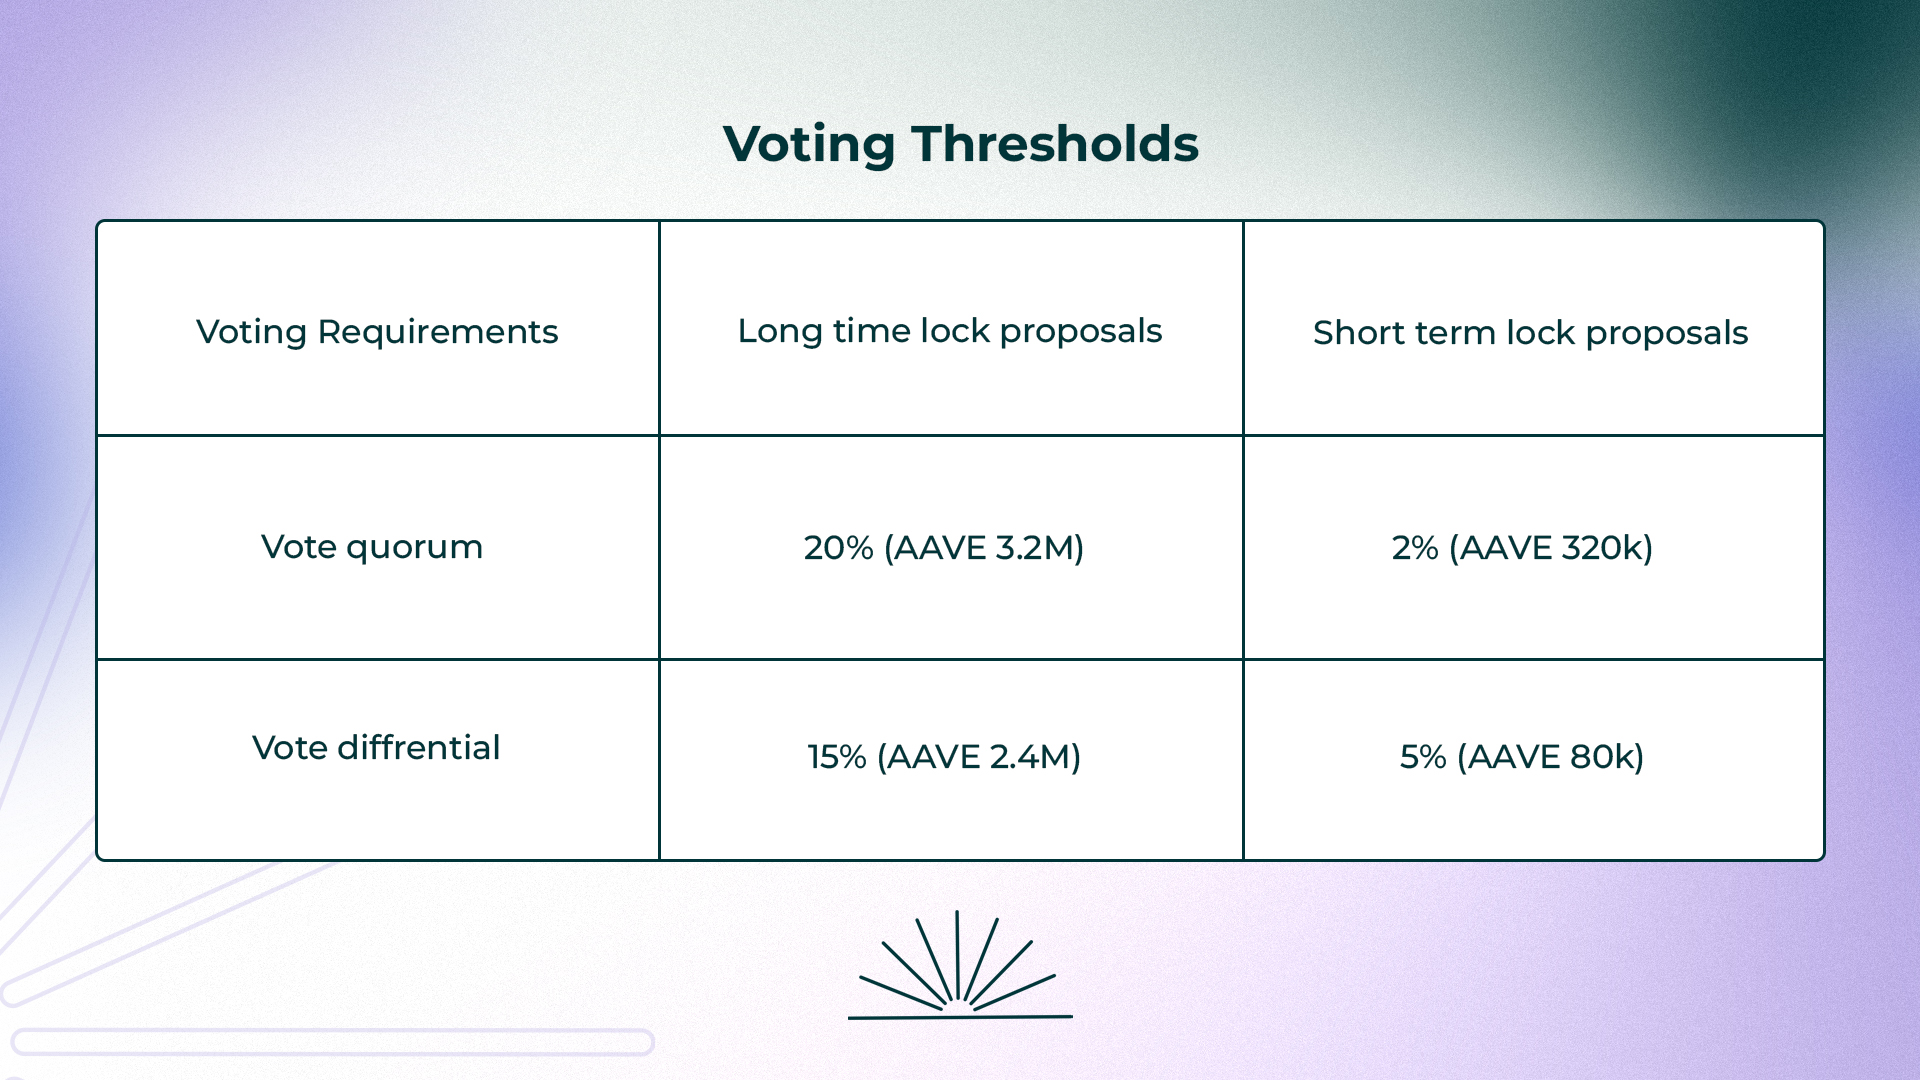 Voting Thresholds
Voting Requirements
Long time lock proposals
Short term lock proposals
Vote quorum
20% (AAVE 3.2M)
2% (AAVE 320k)
Vote diffrential
15% (AAVE 2.4M)
5% (AAVE 80k)